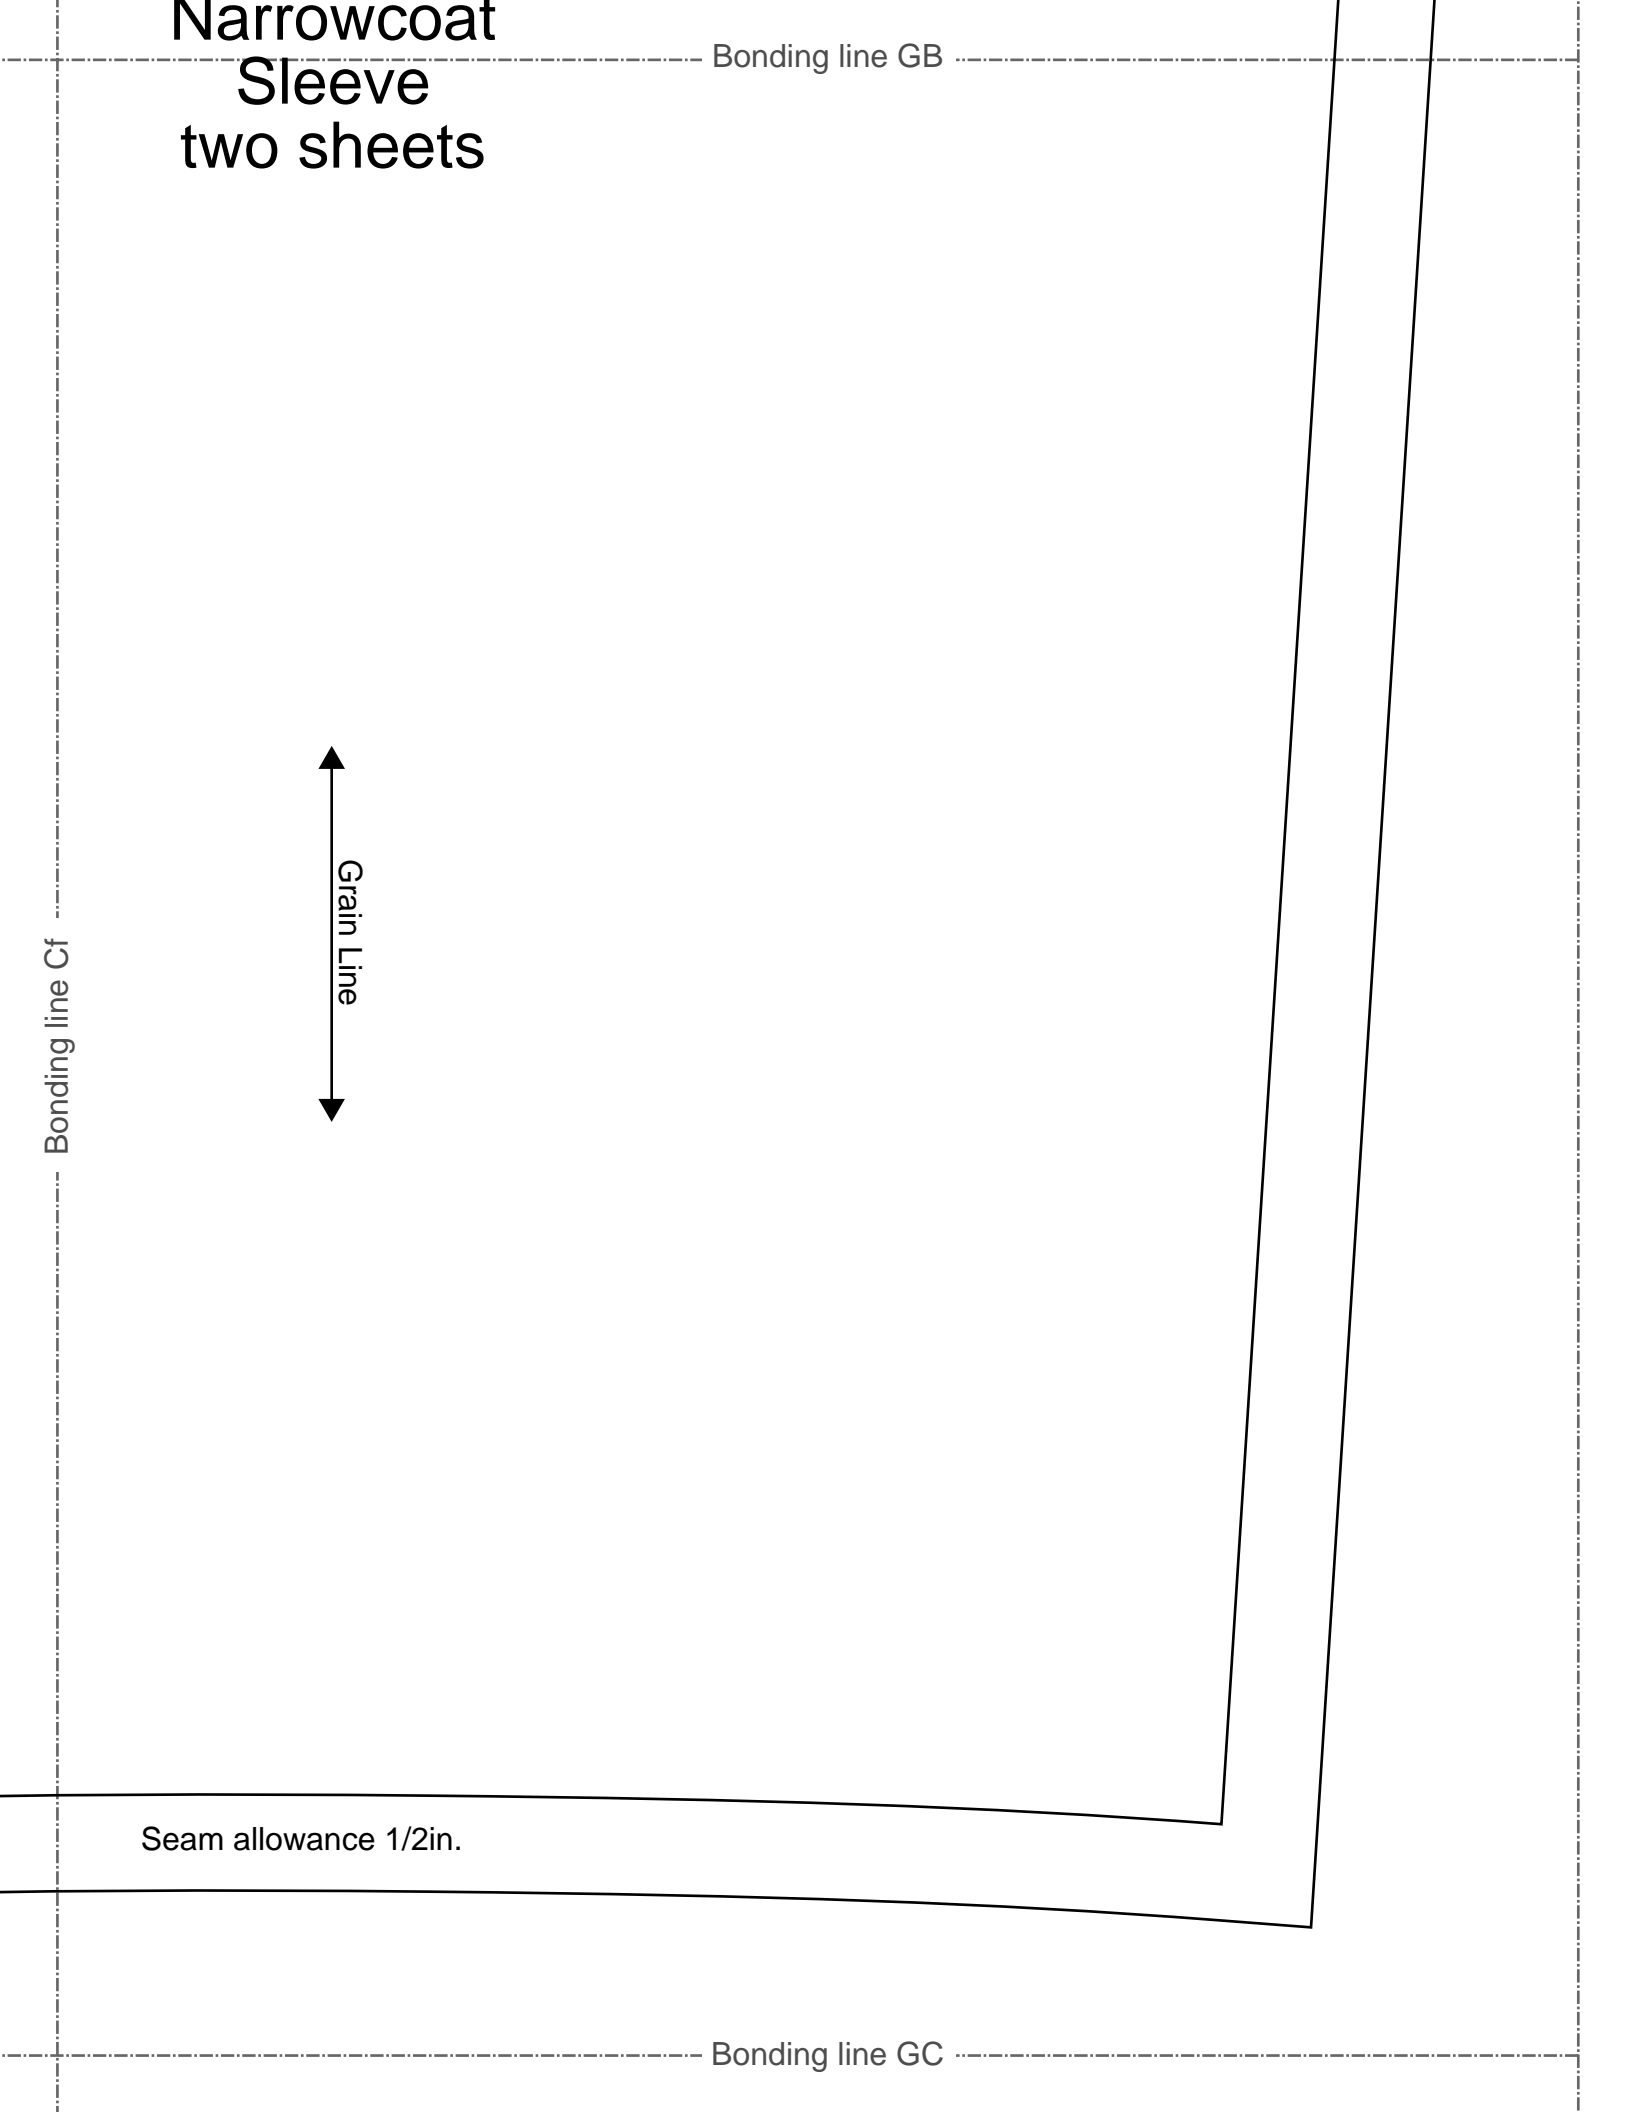 Narrowcoat
Bonding line GB
Sleeve
two sheets
Grain Line
Bonding line Cf
Seam allowance 1/2in.
Bonding line GC